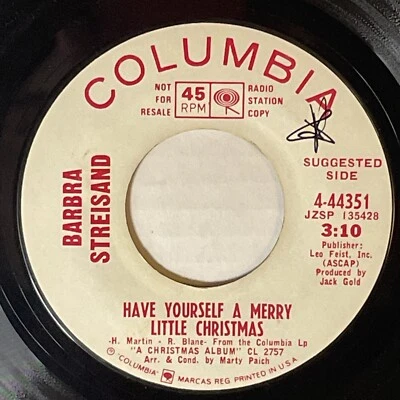 COLUMBIA
NOT
FOR
RESALE
45
RPM
RADIO
STATION
COPY
SUGGESTED
SIDE
BARBRA
STREISAND
4-44351
JZSP 135428
3:10
Publisher:
Leo Feist, Inc.
(ASCAP)
Produced by
Jack Gold
HAVE YOURSELF A MERRY
LITTLE CHRISTMAS
-H. Martin - R. Blane- From the Columbia Lp
"A CHRISTMAS ALBUM" CL 2757
Arr. & Cond. by Marty Paich
® "COLUMBIA", MARCAS REG. PRINTED IN U.S.A.